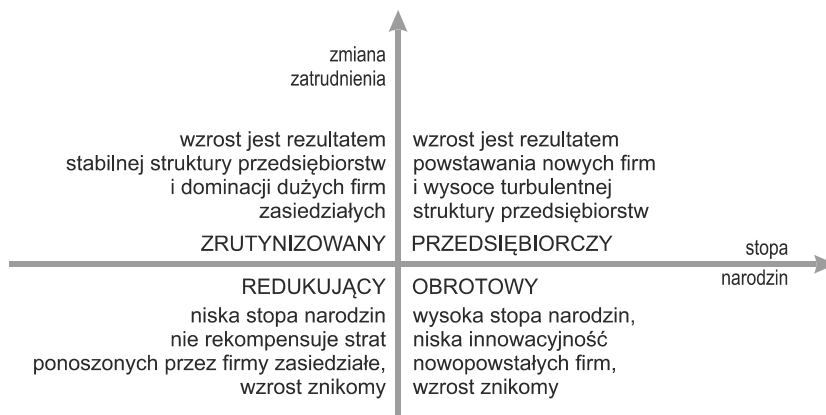 zmiana
zatrudnienia
wzrost jest rezultatem
stabilnej struktury przedsiębiorstw
i dominacji dużych firm
zasiedziałych
ZRUTYNIZOWANY
wzrost jest rezultatem
powstawania nowych firm
i wysoce turbulentnej
struktury przedsiębiorstw
PRZEDSIĘBIORCZY
stopa
narodzin
REDUKUJĄCY
niska stopa narodzin
nie rekompensuje strat
ponoszonych przez firmy zasiedziałe,
wzrost znikomy
OBROTOWY
wysoka stopa narodzin,
niska innowacyjność
nowopowstałych firm,
wzrost znikomy